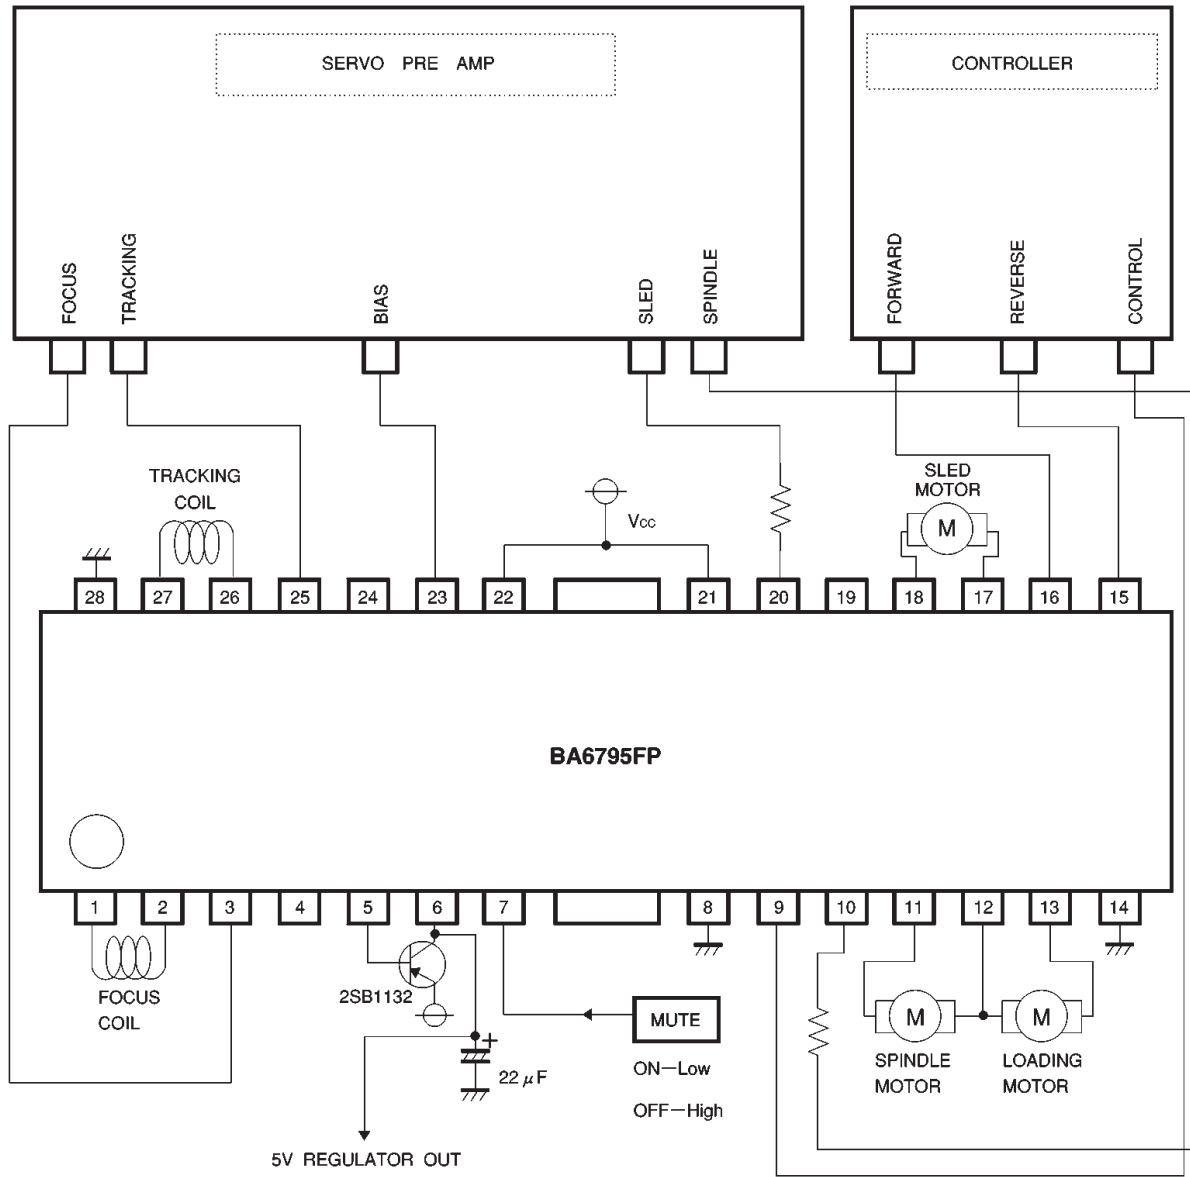 SERVO PRE AMP
CONTROLLER
FOCUS
TRACKING
BIAS
SLED
SPINDLE
FORWARD
REVERSE
CONTROL
TRACKING
COIL
Vcc
SLED
MOTOR
28 27 26 25 24 23 22 21 20 19 18 17 16 15
M
BA6795FP
1 2 3 4 5 6 7 8 9 10 11 12 13 14
FOCUS
COIL
2SB1132
+
22 μF
5V REGULATOR OUT
MUTE
ON–Low
OFF–High
M
SPINDLE
MOTOR
M
LOADING
MOTOR